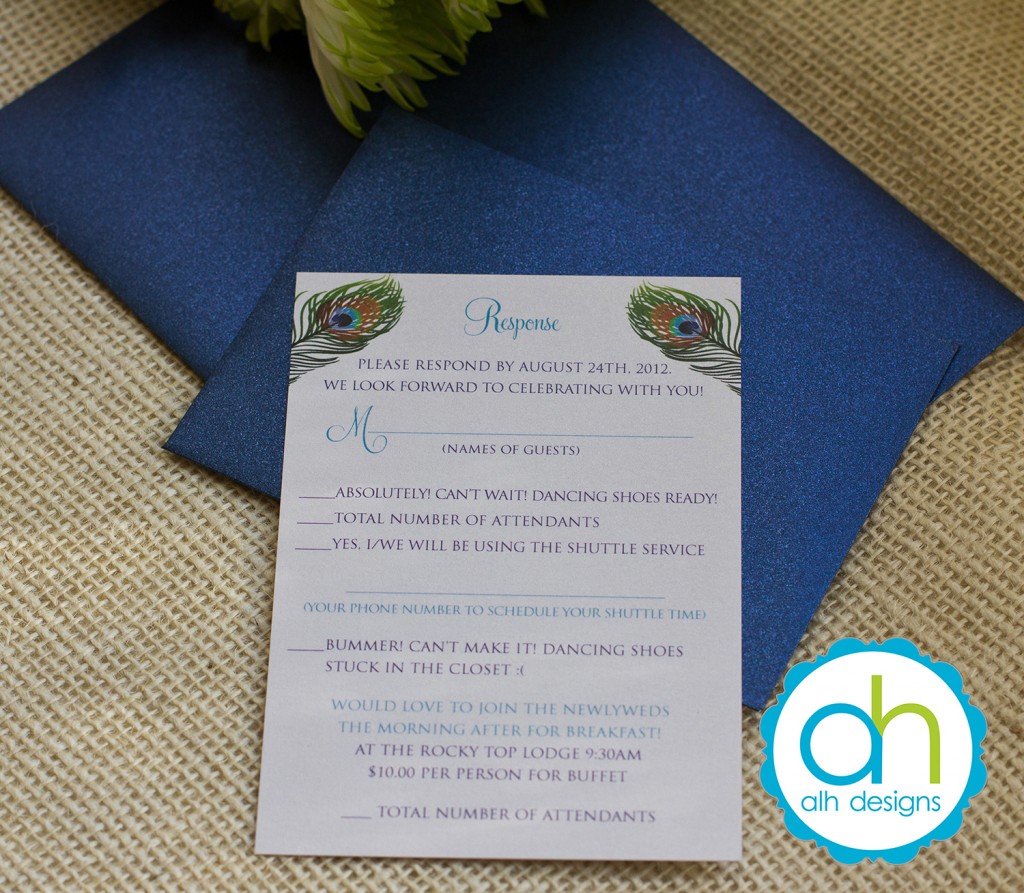 Response
PLEASE RESPOND BY AUGUST 24TH, 2012.
WE LOOK FORWARD TO CELEBRATING WITH YOU!
M____________________
(NAMES OF GUESTS)
____ABSOLUTELY! CAN'T WAIT! DANCING SHOES READY!
____TOTAL NUMBER OF ATTENDANTS
____YES, I/WE WILL BE USING THE SHUTTLE SERVICE
____________________
(YOUR PHONE NUMBER TO SCHEDULE YOUR SHUTTLE TIME)
____BUMMER! CAN'T MAKE IT! DANCING SHOES
STUCK IN THE CLOSET :(
WOULD LOVE TO JOIN THE NEWLYWEDS
THE MORNING AFTER FOR BREAKFAST!
AT THE ROCKY TOP LODGE 9:30AM
$10.00 PER PERSON FOR BUFFET
___ TOTAL NUMBER OF ATTENDANTS
ah
alh designs